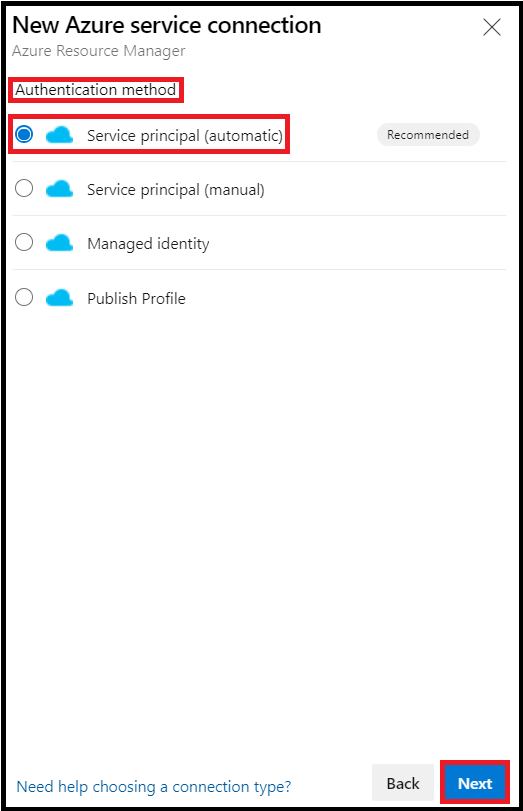 New Azure service connection
Azure Resource Manager
Authentication method
Service principal (automatic)
Recommended
Service principal (manual)
Managed identity
Publish Profile
Need help choosing a connection type?
Back
Next